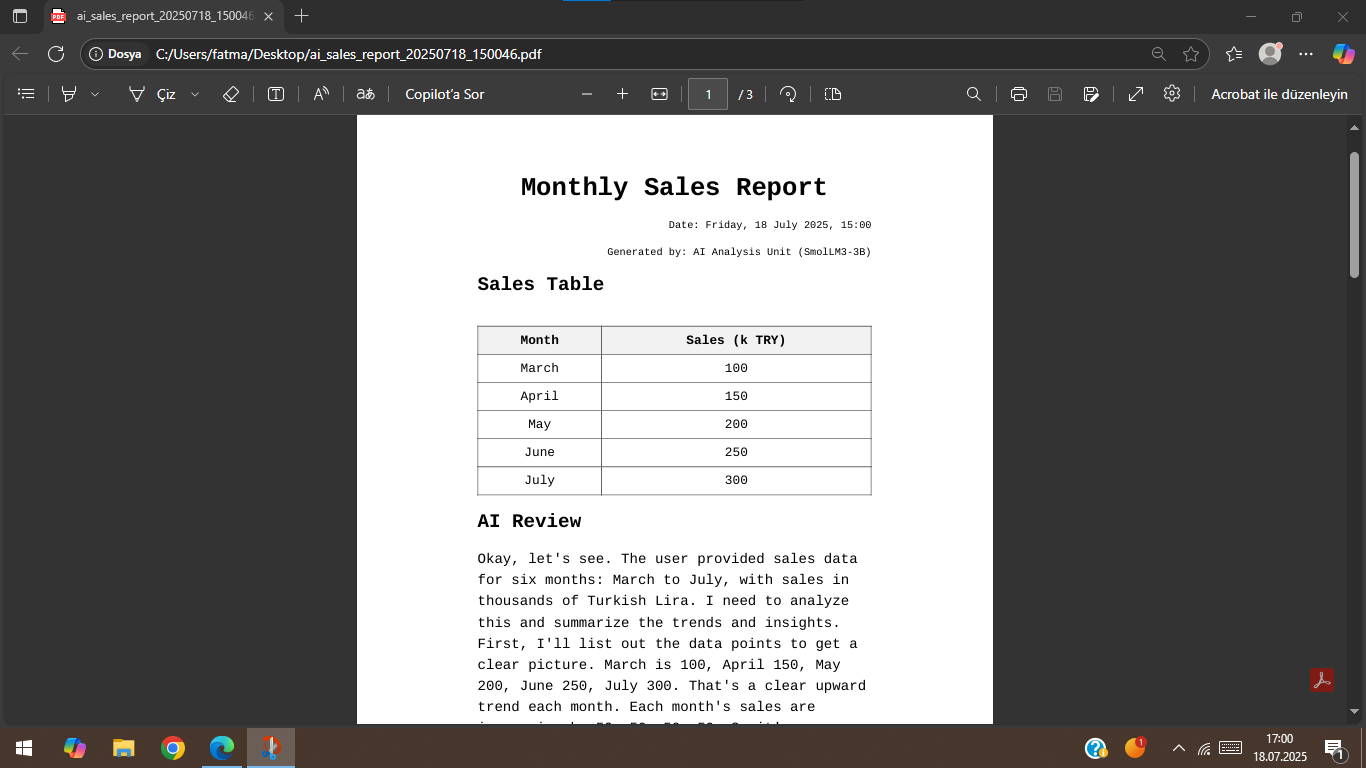 ai_sales_report_20250718_150046
Dosya C:/Users/fatma/Desktop/ai_sales_report_20250718_150046.pdf
Çiz
Copilot'a Sor
1 / 3
Acrobat ile düzenleyin
Monthly Sales Report
Date: Friday, 18 July 2025, 15:00
Generated by: AI Analysis Unit (SmolLM3-3B)
Sales Table
Month Sales (k TRY)
March 100
April 150
May 200
June 250
July 300
AI Review
Okay, let's see. The user provided sales data
for six months: March to July, with sales in
thousands of Turkish Lira. I need to analyze
this and summarize the trends and insights.
First, I'll list out the data points to get a
clear picture. March is 100, April 150, May
200, June 250, July 300. That's a clear upward
trend each month. Each month's sales are
17:00
18.07.2025